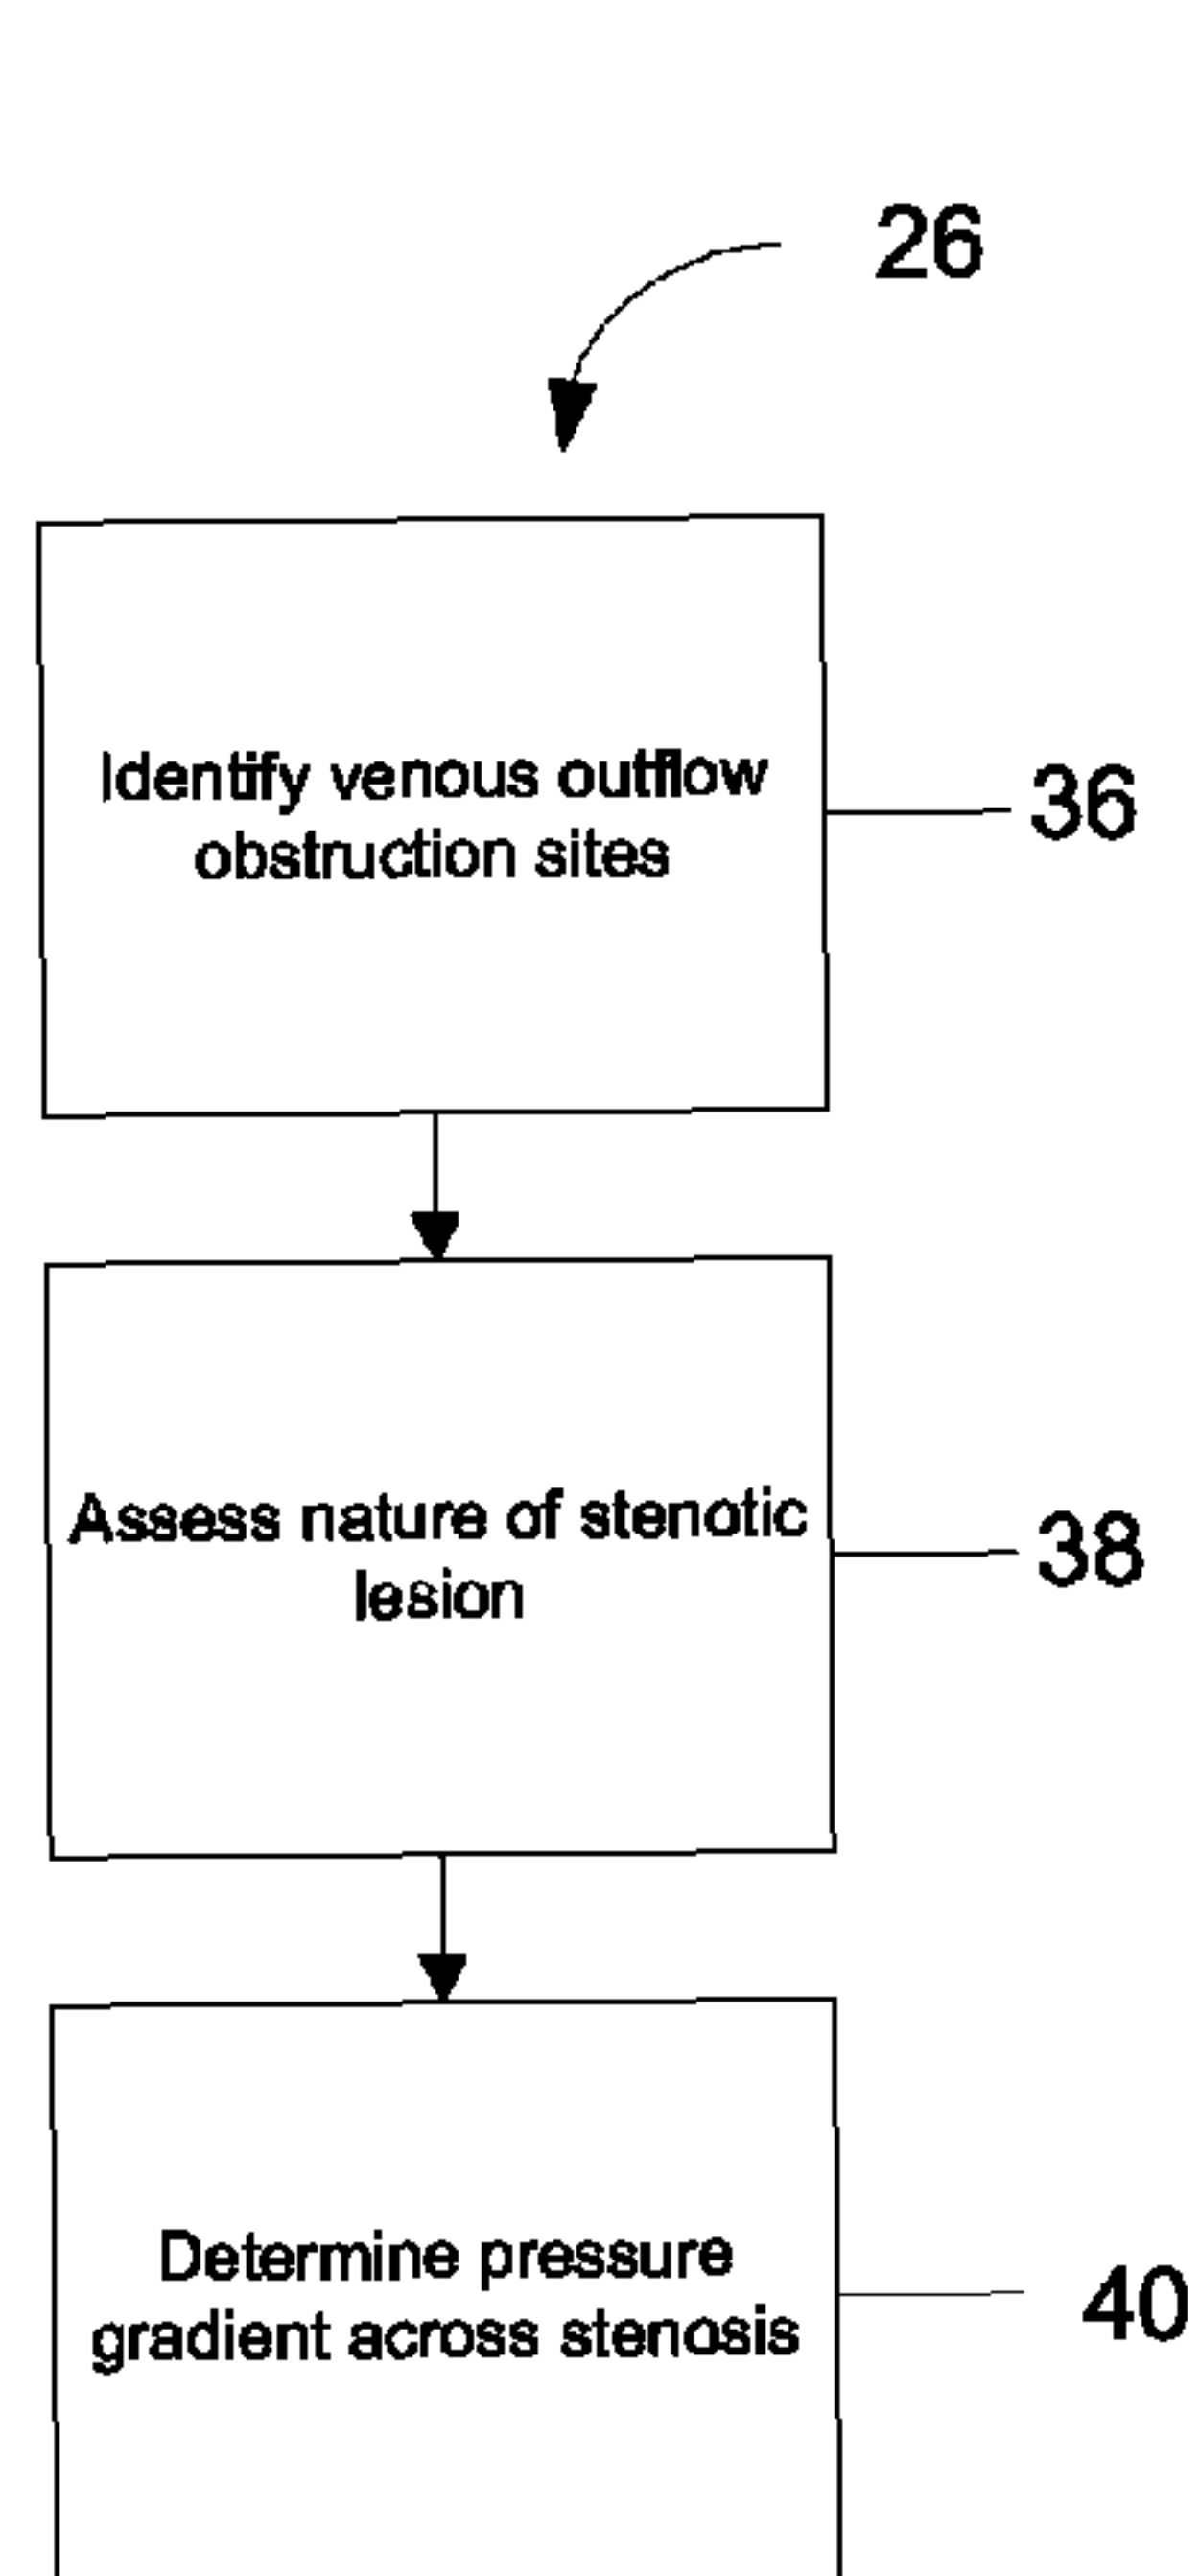 26
Identify venous outflow
obstruction sites
36
Assess nature of stenotic
lesion
38
Determine pressure
gradient across stenosis
40